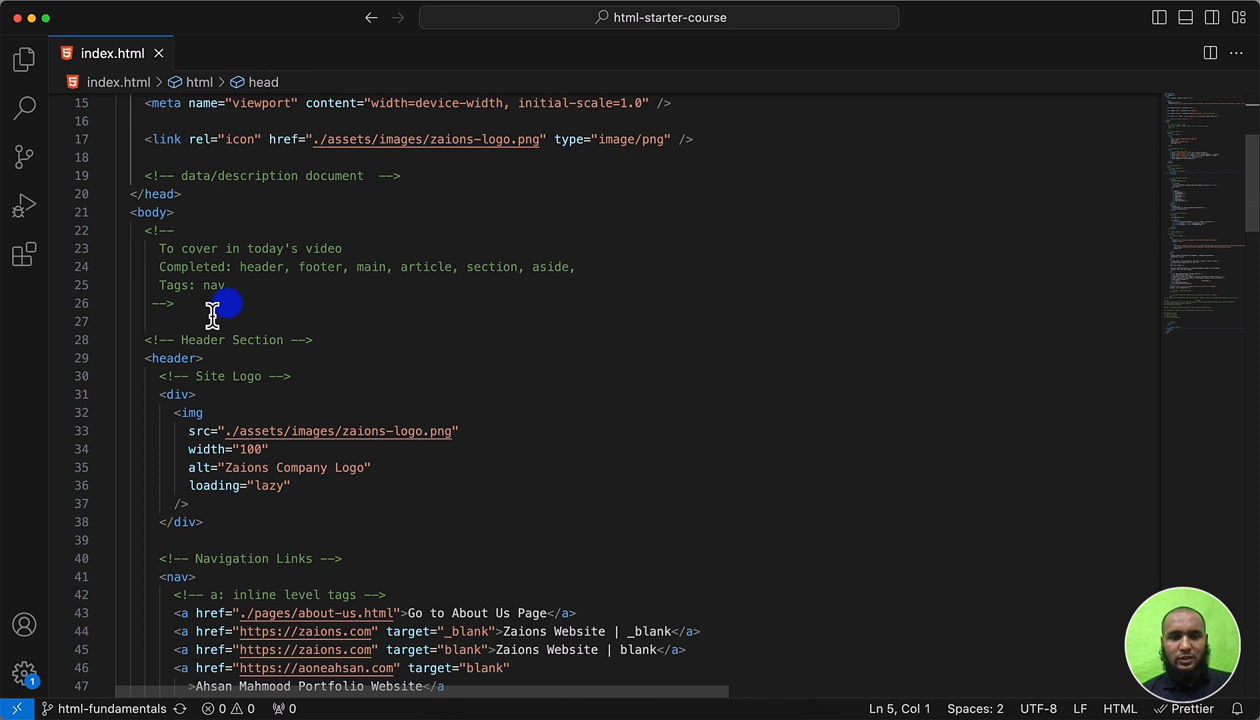 html-starter-course
index.html
index.html > html > head
15 <meta name="viewport" content="width=device-width, initial-scale=1.0" />
16
17 <link rel="icon" href="./assets/images/zaions-logo.png" type="image/png" />
18
19 <!-- data/description document  -->
20 </head>
21 <body>
22 <!--
23 To cover in today's video
24 Completed: header, footer, main, article, section, aside,
25 Tags: nav
26 -->
27
28 <!-- Header Section -->
29 <header>
30 <!-- Site Logo -->
31 <div>
32 <img
33 src="./assets/images/zaions-logo.png"
34 width="100"
35 alt="Zaions Company Logo"
36 loading="lazy"
37 />
38 </div>
39
40 <!-- Navigation Links -->
41 <nav>
42 <!-- a: inline level tags -->
43 <a href="./pages/about-us.html">Go to About Us Page</a>
44 <a href="https://zaions.com" target="_blank">Zaions Website | _blank</a>
45 <a href="https://zaions.com" target="blank">Zaions Website | blank</a>
46 <a href="https://aoneahsan.com" target="blank"
47 >Ahsan Mahmood Portfolio Website</a
1
html-fundamentals 0 0 0 Ln 5, Col 1 Spaces: 2 UTF-8 LF HTML Prettier